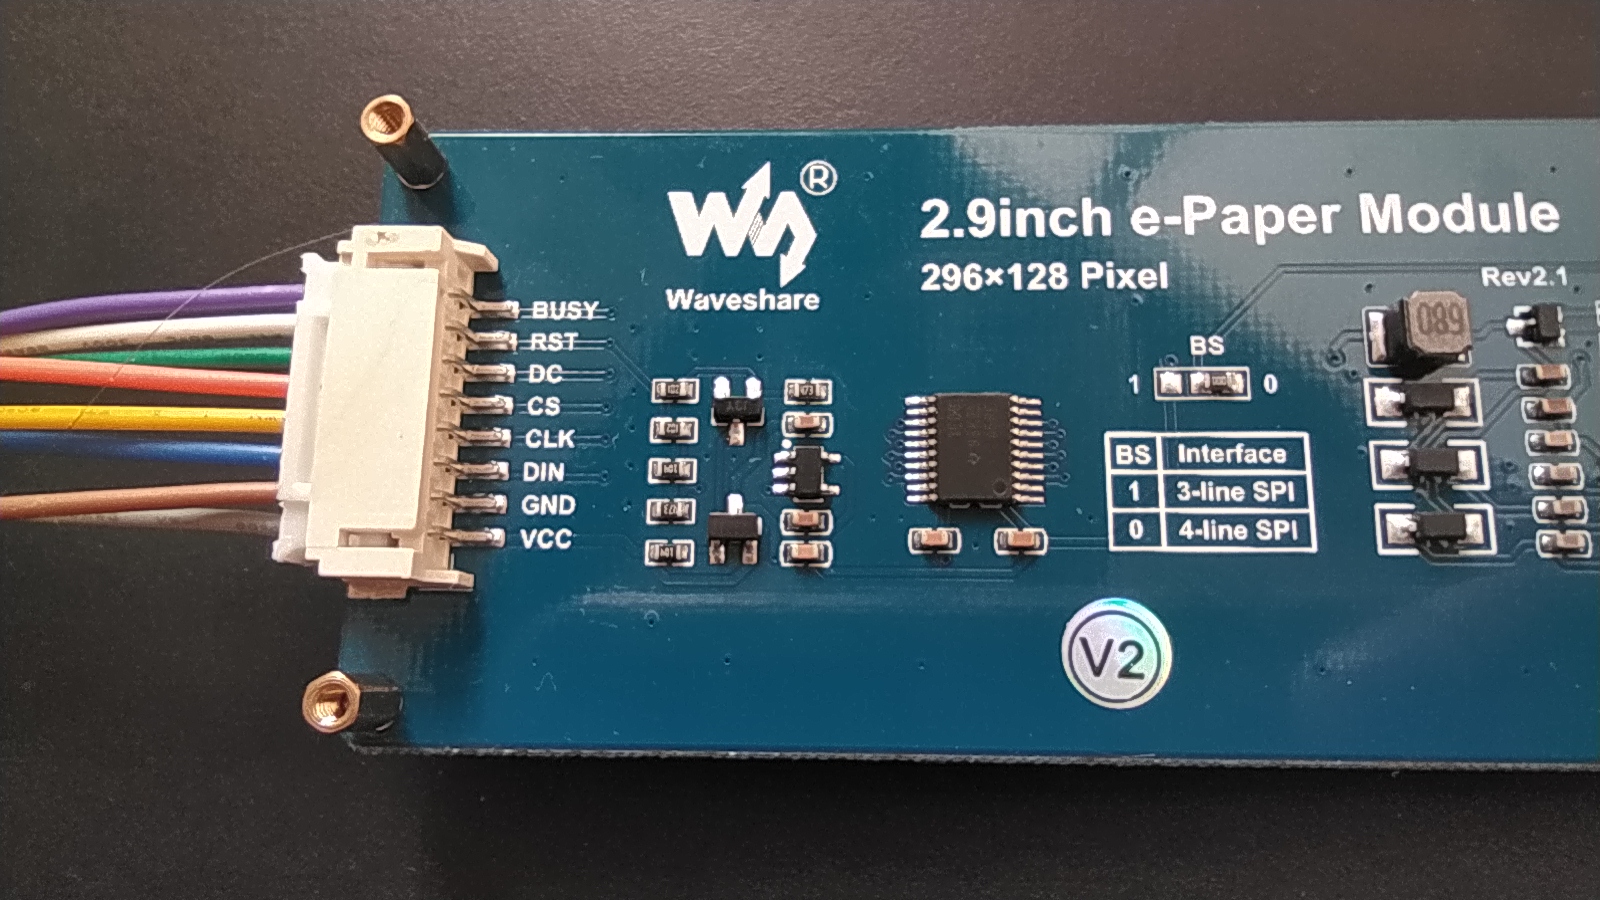 ®
Waveshare
2.9inch e-Paper Module
296×128 Pixel
Rev2.1
BUSY
RST
DC
CS
CLK
DIN
GND
VCC
BS
1 0
BS Interface
1 3-line SPI
0 4-line SPI
V2